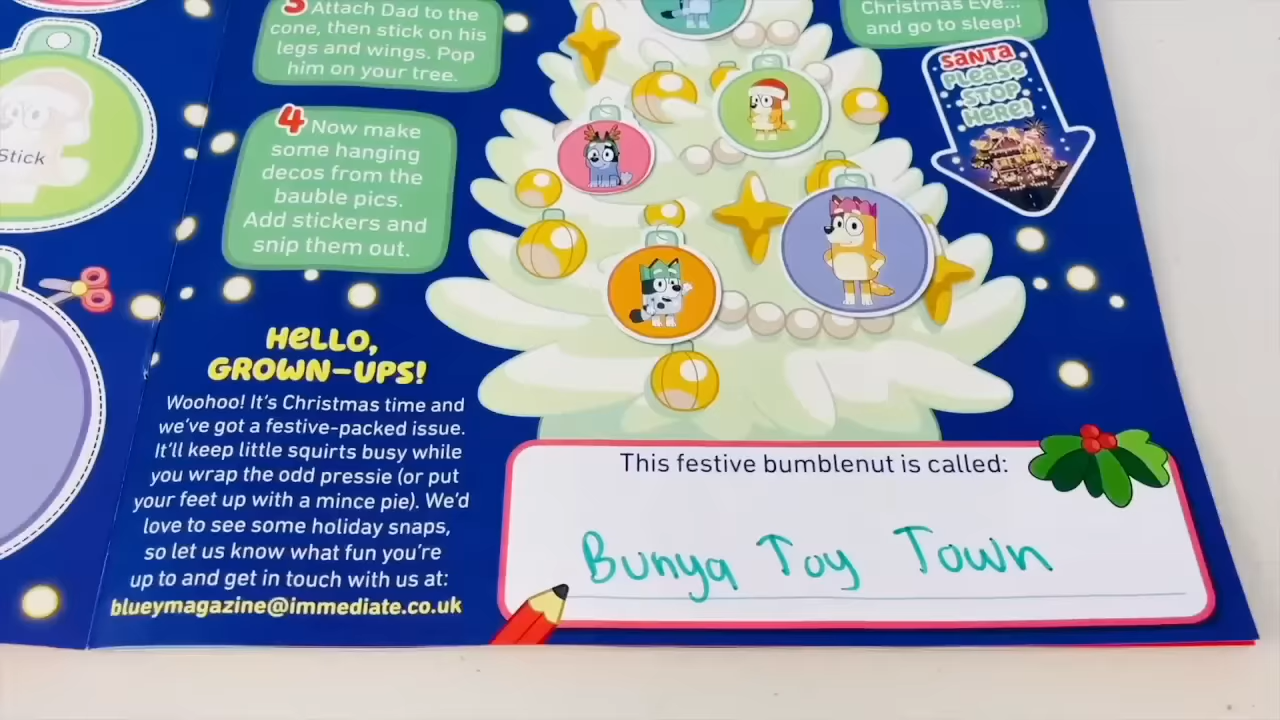 Stick
3 Attach Dad to the
cone, then stick on his
legs and wings. Pop
him on your tree.
4 Now make
some hanging
decos from the
bauble pics.
Add stickers and
snip them out.
HELLO,
GROWN-UPS!
Woohoo! It's Christmas time and
we've got a festive-packed issue.
It'll keep little squirts busy while
you wrap the odd pressie (or put
your feet up with a mince pie). We'd
love to see some holiday snaps,
so let us know what fun you're
up to and get in touch with us at:
blueymagazine@immediate.co.uk
Christmas Eve...
and go to sleep!
SANTA
PLEASE
STOP
HERE!
This festive bumblenut is called:
Bunya Toy Town